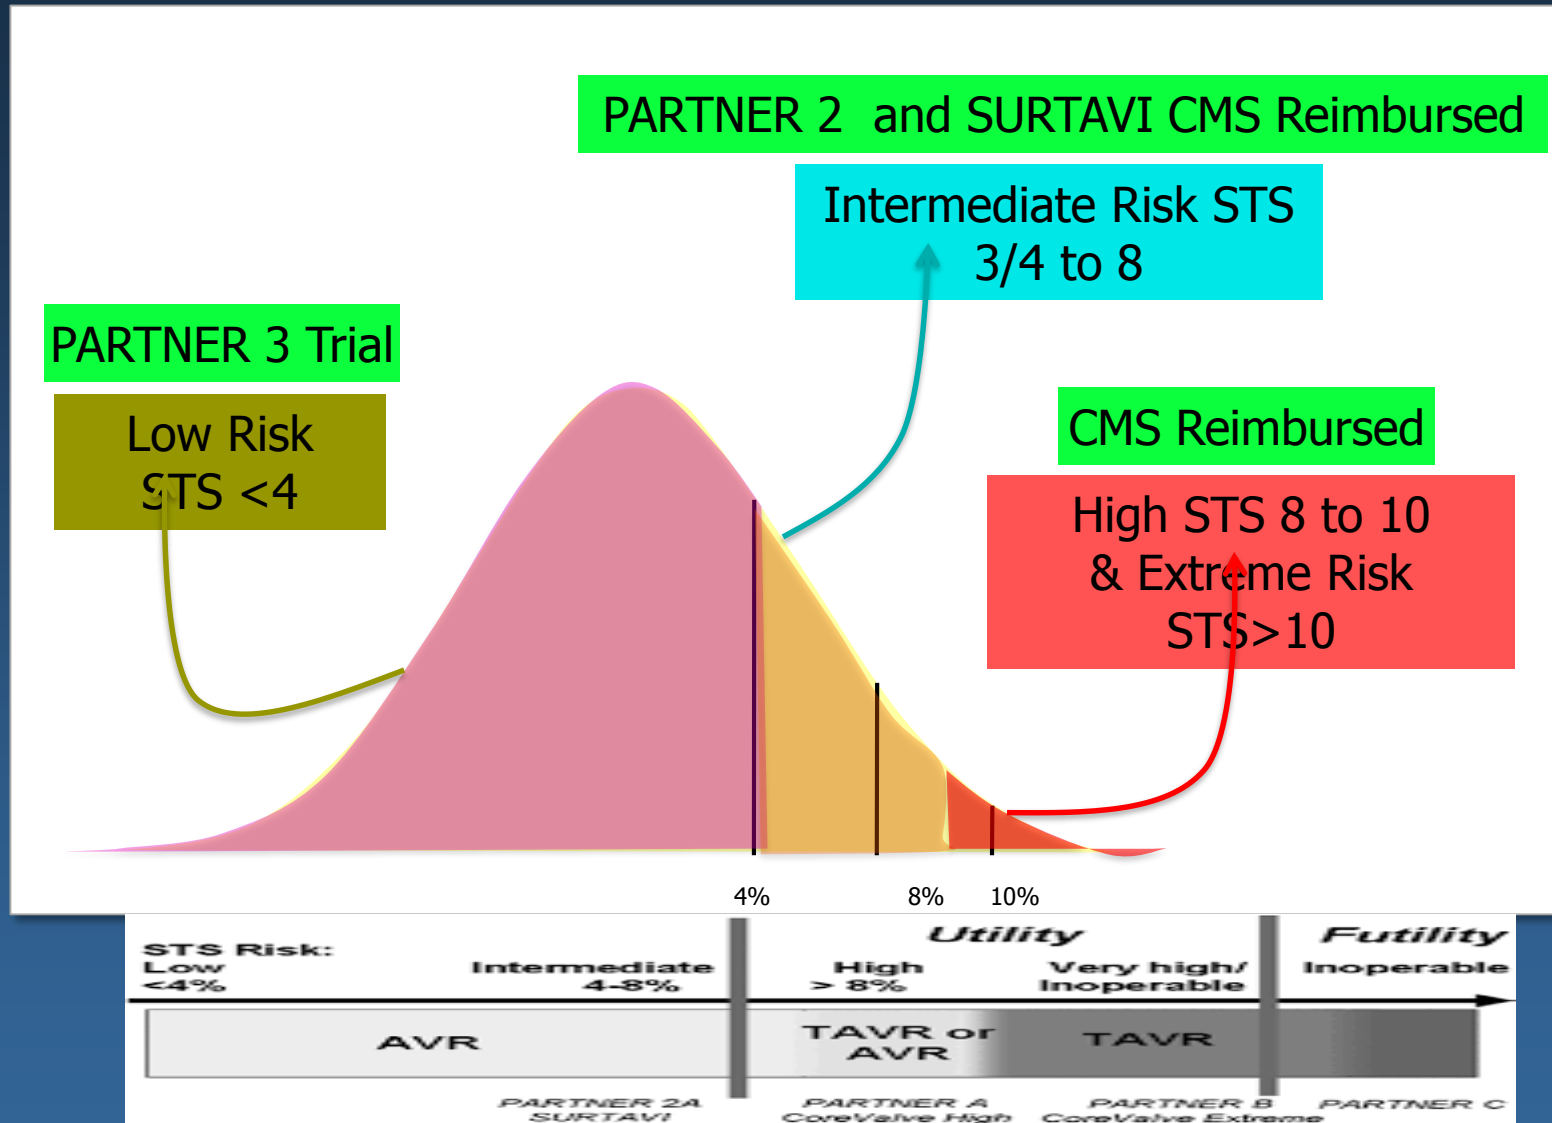 PARTNER 2 and SURTAVI CMS Reimbursed
Intermediate Risk STS
3/4 to 8
PARTNER 3 Trial
Low Risk
STS <4
CMS Reimbursed
High STS 8 to 10
& Extreme Risk
STS>10
4% 8% 10%
Utility Futility
STS Risk:
Low Intermediate High Very high/ Inoperable
<4% 4-8% > 8% Inoperable
AVR TAVR or TAVR
AVR
PARTNER 2A PARTNER A PARTNER B PARTNER C
SURTAVI CoreValve High CoreValve Extreme